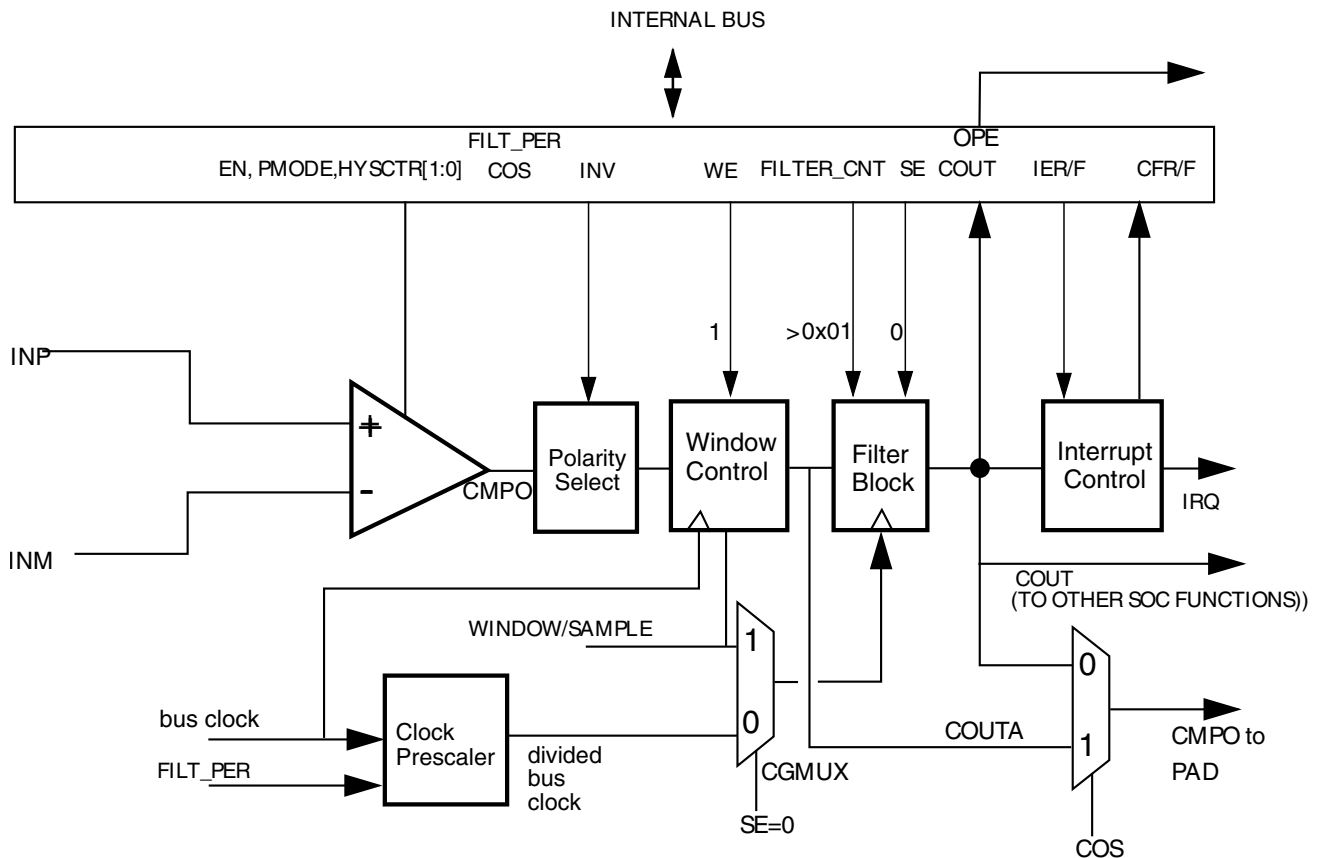 INTERNAL BUS
FILT_PER
OPE
EN, PMODE,HYSCTR[1:0]
COS
INV
WE
FILTER_CNT
SE
COUT
IER/F
CFR/F
1
>0x01
0
INP
+
-
INM
CMPO
Polarity
Select
Window
Control
Filter
Block
Interrupt
Control
IRQ
COUT
(TO OTHER SOC FUNCTIONS))
WINDOW/SAMPLE
1
0
CGMUX
SE=0
bus clock
FILT_PER
Clock
Prescaler
divided
bus
clock
COUTA
0
1
CMPO to
PAD
COS